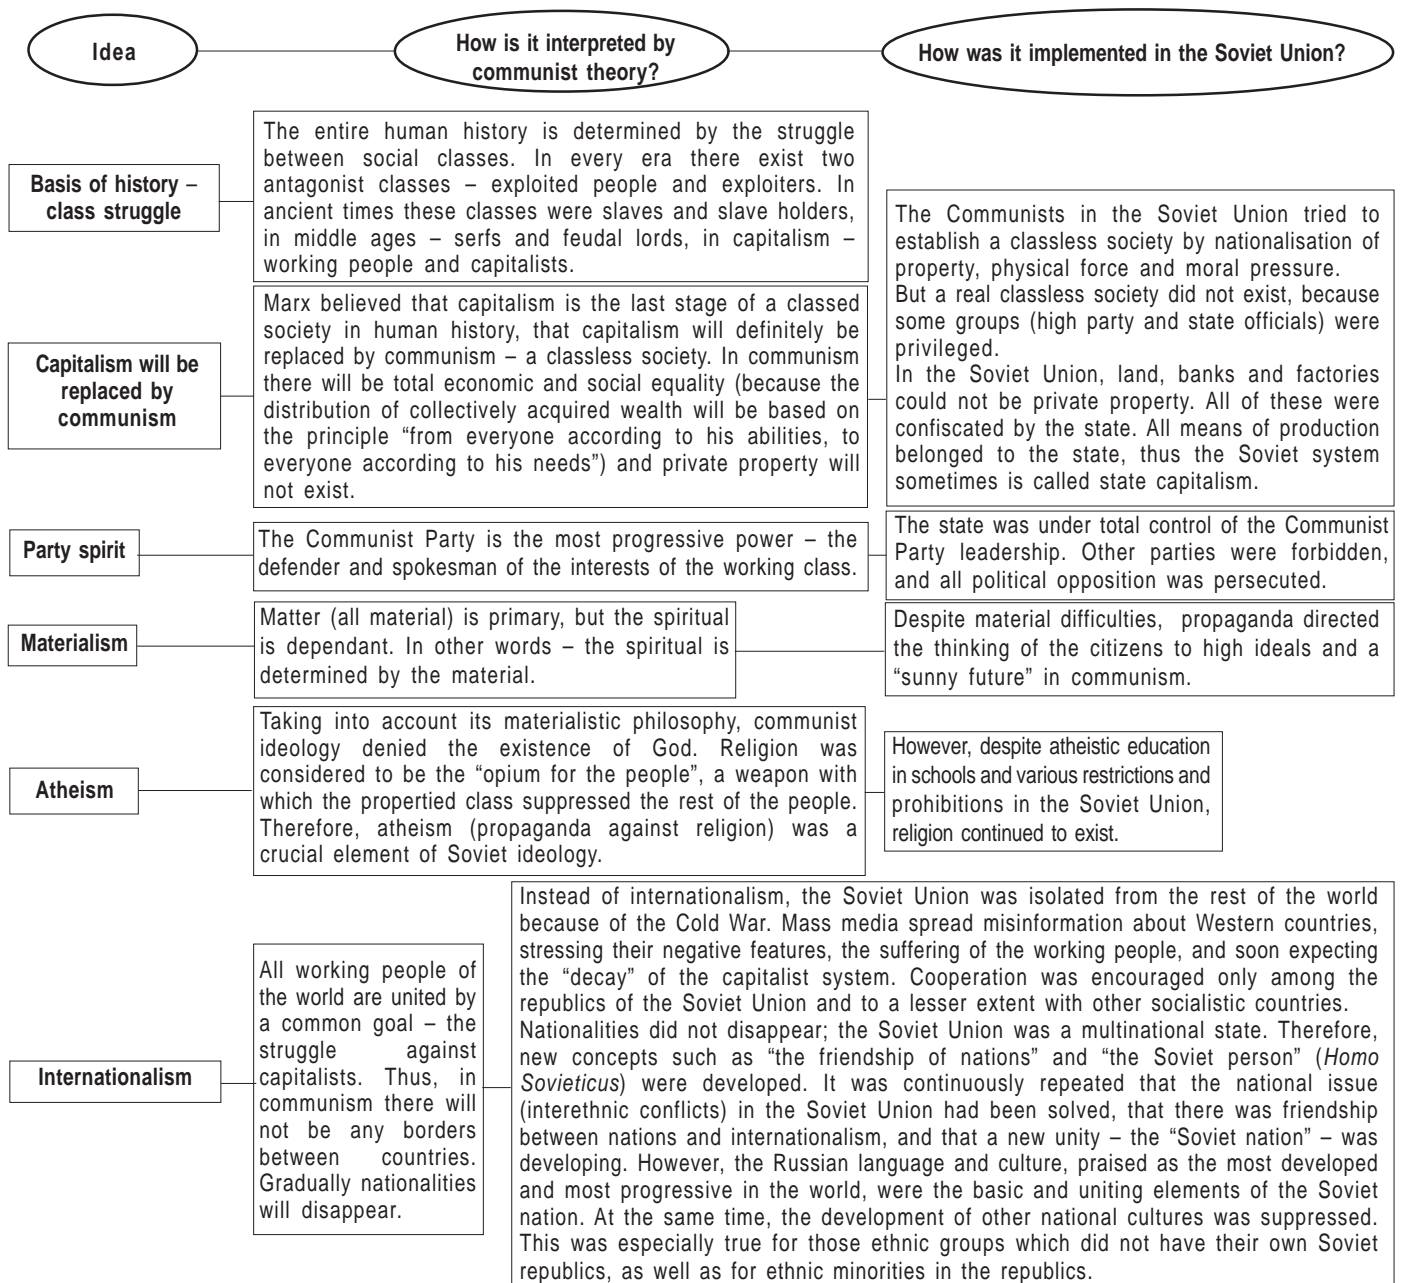 Idea
How is it interpreted by
communist theory?
How was it implemented in the Soviet Union?
Basis of history –
class struggle
The entire human history is determined by the struggle
between social classes. In every era there exist two
antagonist classes – exploited people and exploiters. In
ancient times these classes were slaves and slave holders,
in middle ages – serfs and feudal lords, in capitalism –
working people and capitalists.
Capitalism will be
replaced by
communism
Marx believed that capitalism is the last stage of a classed
society in human history, that capitalism will definitely be
replaced by communism – a classless society. In communism
there will be total economic and social equality (because the
distribution of collectively acquired wealth will be based on
the principle “from everyone according to his abilities, to
everyone according to his needs”) and private property will
not exist.
The Communists in the Soviet Union tried to
establish a classless society by nationalisation of
property, physical force and moral pressure.
But a real classless society did not exist, because
some groups (high party and state officials) were
privileged.
In the Soviet Union, land, banks and factories
could not be private property. All of these were
confiscated by the state. All means of production
belonged to the state, thus the Soviet system
sometimes is called state capitalism.
Party spirit
The Communist Party is the most progressive power – the
defender and spokesman of the interests of the working class.
The state was under total control of the Communist
Party leadership. Other parties were forbidden,
and all political opposition was persecuted.
Materialism
Matter (all material) is primary, but the spiritual
is dependant. In other words – the spiritual is
determined by the material.
Despite material difficulties, propaganda directed
the thinking of the citizens to high ideals and a
“sunny future” in communism.
Atheism
Taking into account its materialistic philosophy, communist
ideology denied the existence of God. Religion was
considered to be the “opium for the people”, a weapon with
which the propertied class suppressed the rest of the people.
Therefore, atheism (propaganda against religion) was a
crucial element of Soviet ideology.
However, despite atheistic education
in schools and various restrictions and
prohibitions in the Soviet Union,
religion continued to exist.
Internationalism
All working people of
the world are united by
a common goal – the
struggle against
capitalists. Thus, in
communism there will
not be any borders
between countries.
Gradually nationalities
will disappear.
Instead of internationalism, the Soviet Union was isolated from the rest of the world
because of the Cold War. Mass media spread misinformation about Western countries,
stressing their negative features, the suffering of the working people, and soon expecting
the “decay” of the capitalist system. Cooperation was encouraged only among the
republics of the Soviet Union and to a lesser extent with other socialistic countries.
Nationalities did not disappear; the Soviet Union was a multinational state. Therefore,
new concepts such as “the friendship of nations” and “the Soviet person” (Homo
Sovieticus) were developed. It was continuously repeated that the national issue
(interethnic conflicts) in the Soviet Union had been solved, that there was friendship
between nations and internationalism, and that a new unity – the “Soviet nation” – was
developing. However, the Russian language and culture, praised as the most developed
and most progressive in the world, were the basic and uniting elements of the Soviet
nation. At the same time, the development of other national cultures was suppressed.
This was especially true for those ethnic groups which did not have their own Soviet
republics, as well as for ethnic minorities in the republics.